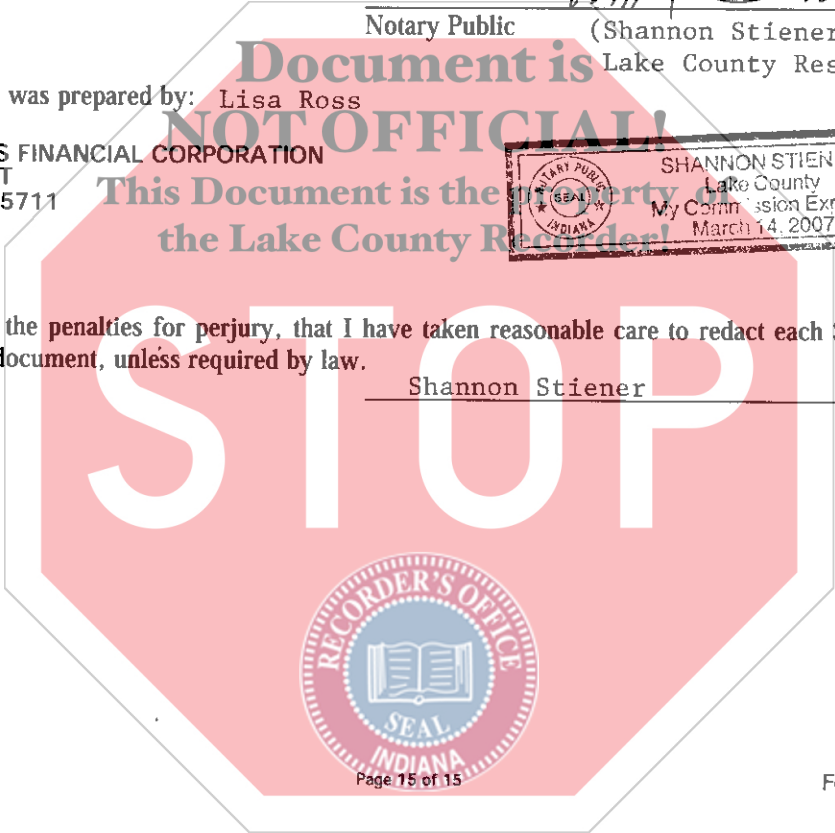 Notary Public (Shannon Stiener
Document is
Lake County Res
was prepared by: Lisa Ross
NOT OFFICIAL!
S FINANCIAL CORPORATION
T
5711
This Document is the property of
the Lake County Recorder!
SHANNON STIEN
Lake County
My Commission Exp
March 14, 2007
NOTARY PUBLIC
SEAL
INDIANA
the penalties for perjury, that I have taken reasonable care to redact each
document, unless required by law.
Shannon Stiener
STOP
RECORDER'S OFFICE
SEAL
INDIANA
Page 15 of 15